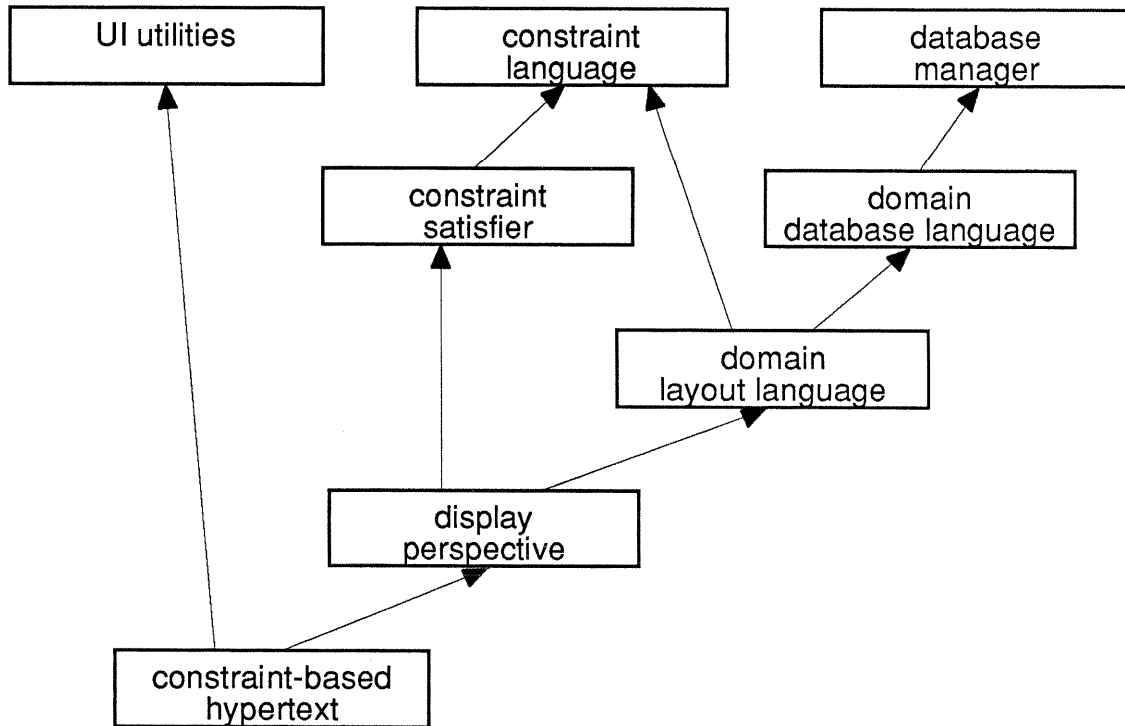 UI utilities
constraint
language
database
manager
constraint
satisfier
domain
database language
domain
layout language
display
perspective
constraint-based
hypertext